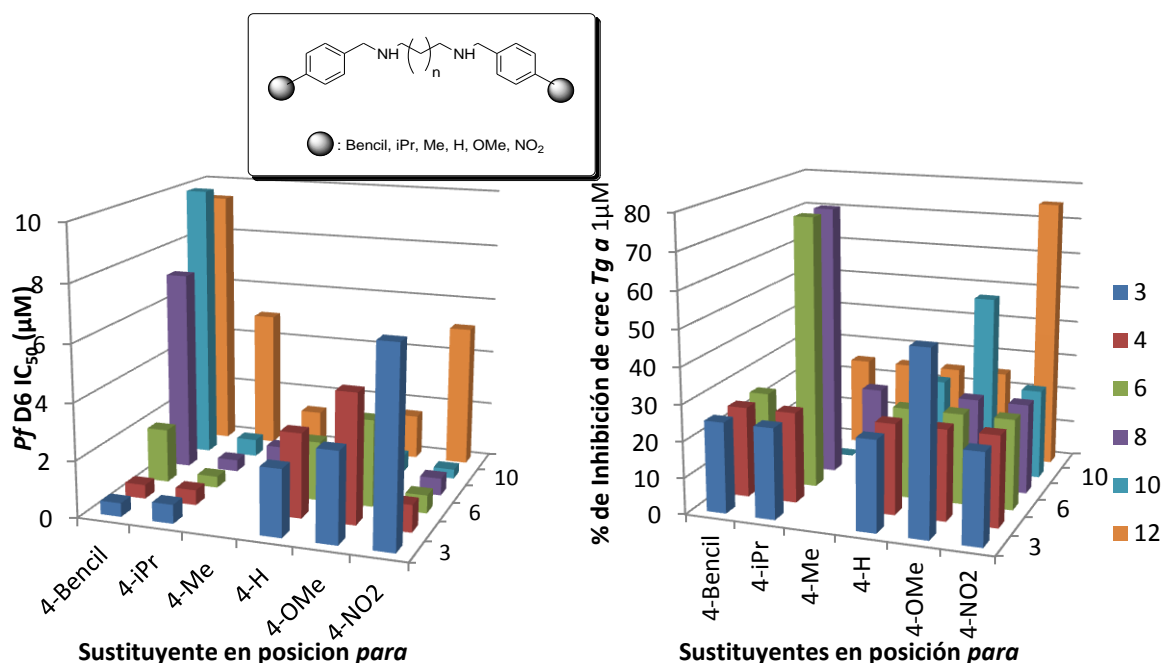 NH
NH
n
: Bencil, iPr, Me, H, OMe, NO2
Pf D6 IC50 (µM)
10
8
6
4
2
0
4-Bencil
4-iPr
4-Me
4-H
4-OMe
4-NO2
3
6
10
Sustituyente en posicion para
% de Inhibición de crec Tg a 1µM
80
70
60
50
40
30
20
10
0
4-Bencil
4-iPr
4-Me
4-H
4-OMe
4-NO2
3
6
10
Sustituyentes en posición para
3
4
6
8
10
12